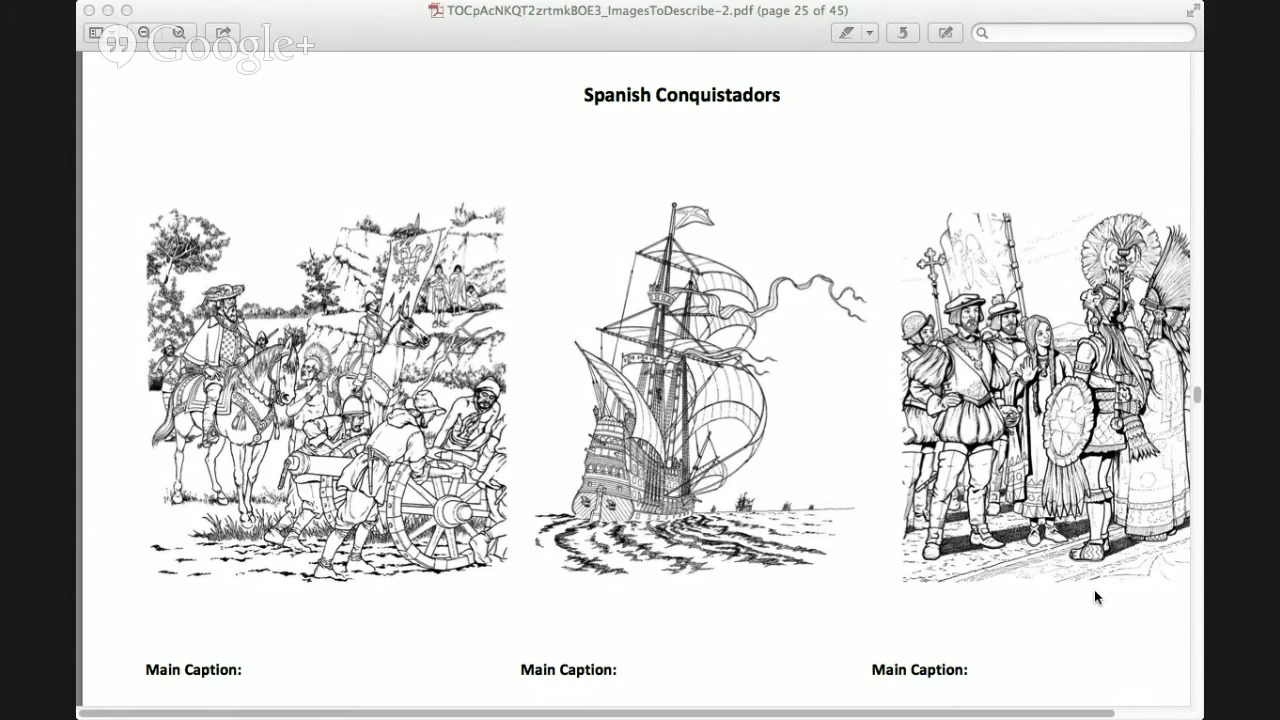 TOCpAcNKQT2zrtmkBOE3_ImagesToDescribe-2.pdf (page 25 of 45)
Google+
Spanish Conquistadors
Main Caption: Main Caption: Main Caption: